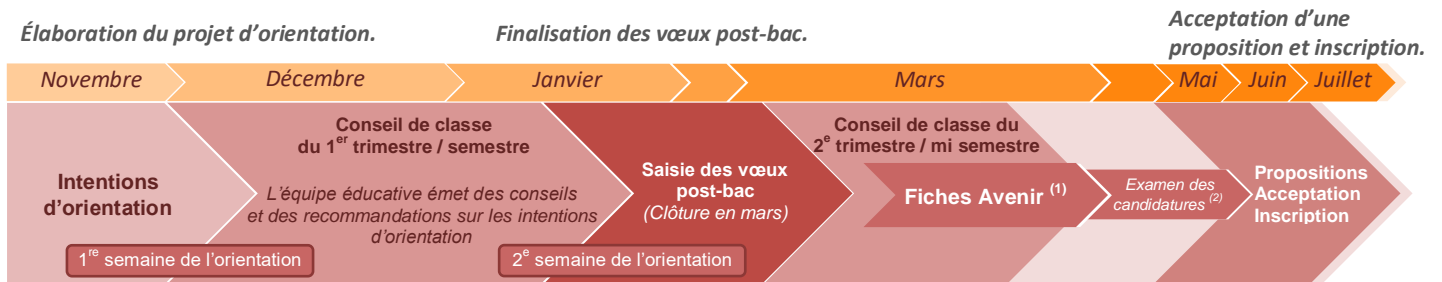 Élaboration du projet d’orientation.
Finalisation des vœux post-bac.
Acceptation d’une
proposition et inscription.
Novembre
Décembre
Janvier
Mars
Mai
Juin
Juillet
Intentions
d’orientation
1re semaine de l’orientation
Conseil de classe
du 1er trimestre / semestre
L’équipe éducative émet des conseils
et des recommandations sur les intentions
d’orientation
2e semaine de l’orientation
Saisie des vœux
post-bac
(Clôture en mars)
Conseil de classe du
2e trimestre / mi semestre
Fiches Avenir (1)
Examen des
candidatures (2)
Propositions
Acceptation
Inscription